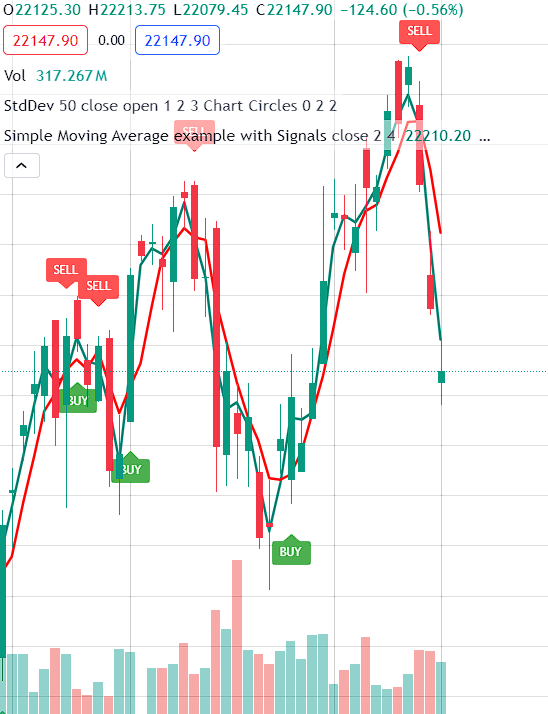 O22125.30 H22213.75 L22079.45 C22147.90 −124.60 (−0.56%)
22147.90 0.00 22147.90
Vol 317.267M
StdDev 50 close open 1 2 3 Chart Circles 0 2 2
Simple Moving Average example with Signals close 2 4 22210.20 ...
SELL
SELL
SELL
SELL
BUY
BUY
BUY